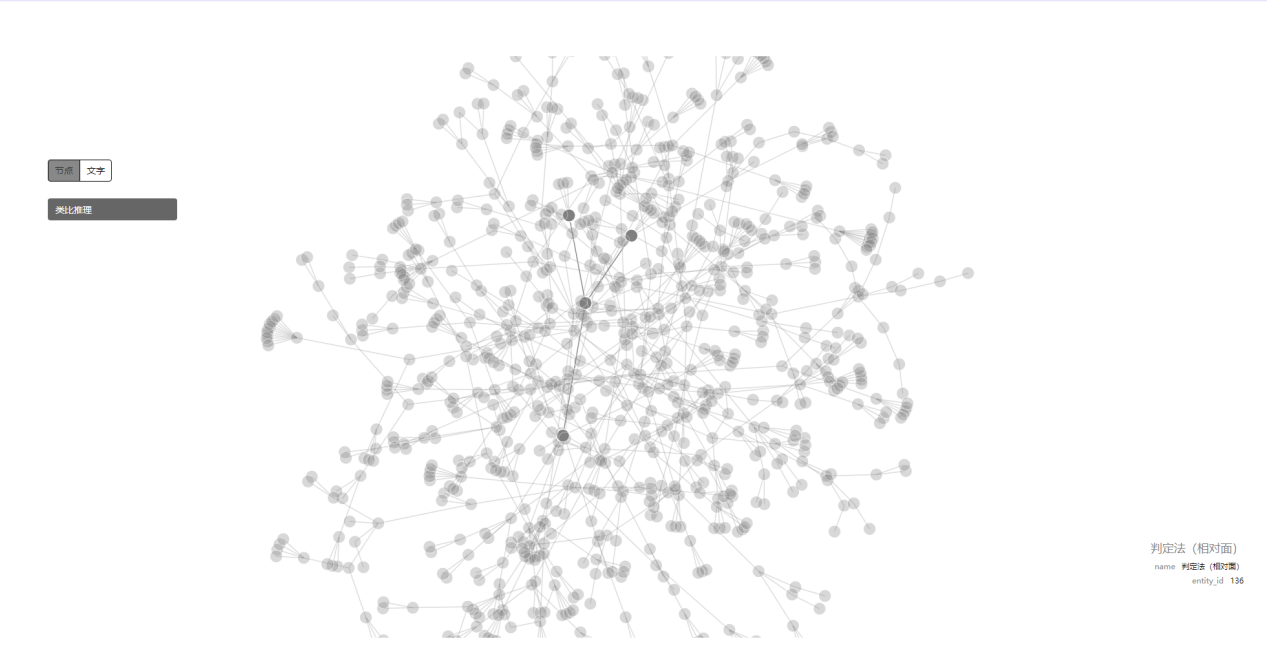 节点 文字
类比推理
判定法（相对面）
name 判定法（相对面）
entity_id 136